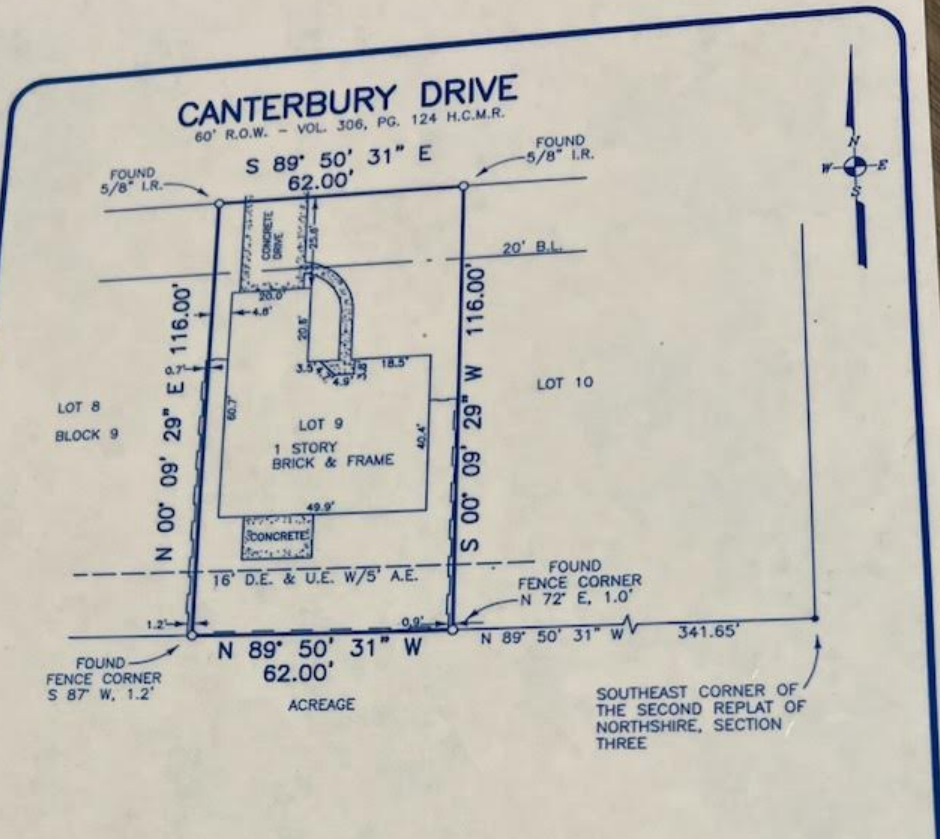 CANTERBURY DRIVE
60' R.O.W. - VOL. 306, PG. 124 H.C.M.R.
S 89° 50' 31" E
62.00'
FOUND
5/8" I.R.
FOUND
5/8" I.R.
N
W
E
S
CONCRETE
DRIVE
25.8'
20' B.L.
20.0'
4.8'
20.6'
N 00° 09' 29" E 116.00'
S 00° 09' 29" W 116.00'
0.7'
3.5'
4.9'
3.8'
18.5'
LOT 8
BLOCK 9
60.7'
LOT 9
1 STORY
BRICK & FRAME
40.4'
LOT 10
49.9'
CONCRETE
16' D.E. & U.E. W/5' A.E.
FOUND
FENCE CORNER
N 72° E, 1.0'
1.2'
0.9'
N 89° 50' 31" W
62.00'
N 89° 50' 31" W
341.65'
FOUND
FENCE CORNER
S 87° W, 1.2'
ACREAGE
SOUTHEAST CORNER OF
THE SECOND REPLAT OF
NORTHSHIRE, SECTION
THREE